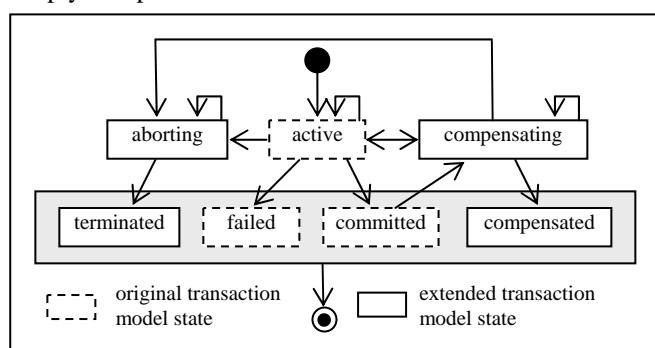 aborting active compensating
terminated failed committed compensated
original transaction extended transaction
model state model state